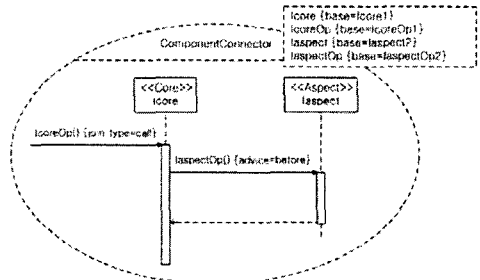 Icore {base=Icore1}
IcoreOp {base=IcoreOp1}
Iaspect {base=Iaspect2}
IaspectOp {base=IaspectOp2}
ComponentConnector
<<Core>>
Icore
<<Aspect>>
Iaspect
IcoreOp() {join type=call}
IaspectOp() {advice=before}